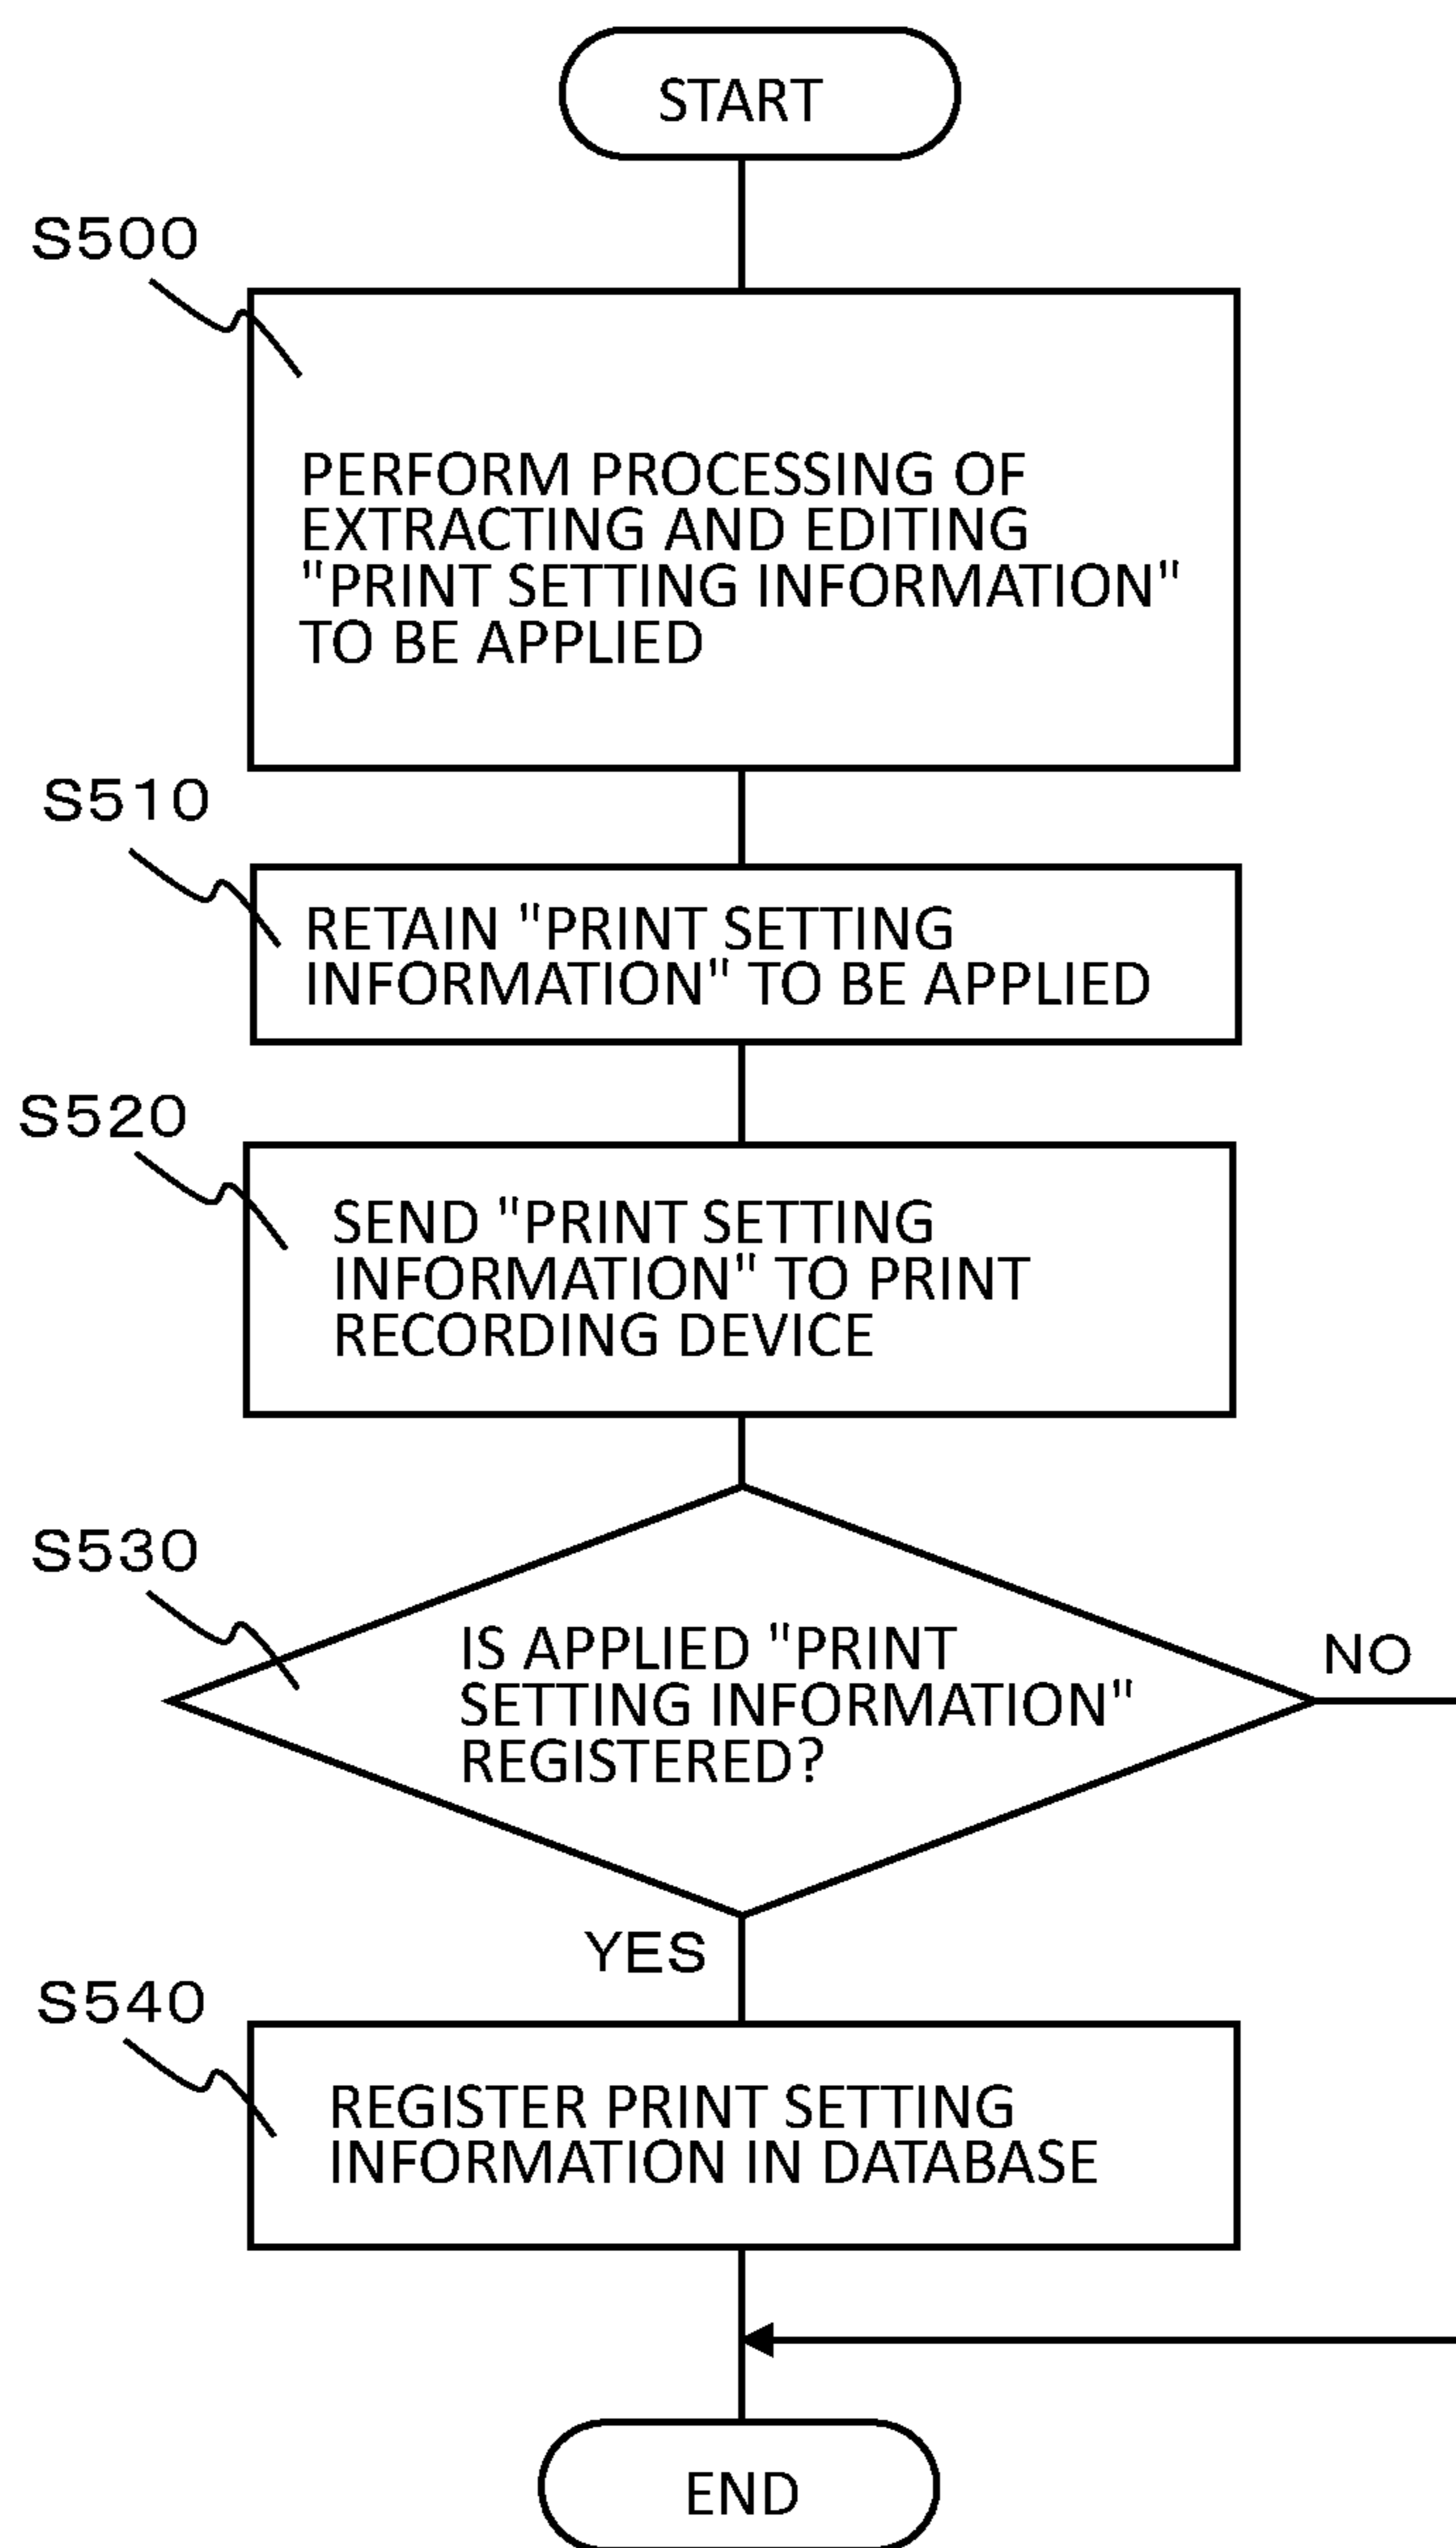 START
S500
PERFORM PROCESSING OF
EXTRACTING AND EDITING
"PRINT SETTING INFORMATION"
TO BE APPLIED
S510
RETAIN "PRINT SETTING
INFORMATION" TO BE APPLIED
S520
SEND "PRINT SETTING
INFORMATION" TO PRINT
RECORDING DEVICE
S530
IS APPLIED "PRINT
SETTING INFORMATION"
REGISTERED?
NO
YES
S540
REGISTER PRINT SETTING
INFORMATION IN DATABASE
END